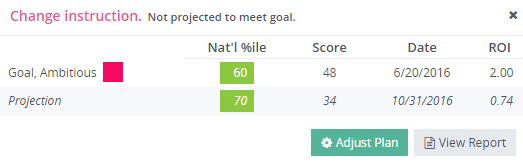 Change instruction. Not projected to meet goal. ×
Nat'l %ile Score Date ROI
Goal, Ambitious 60 48 6/20/2016 2.00
Projection 70 34 10/31/2016 0.74
Adjust Plan View Report